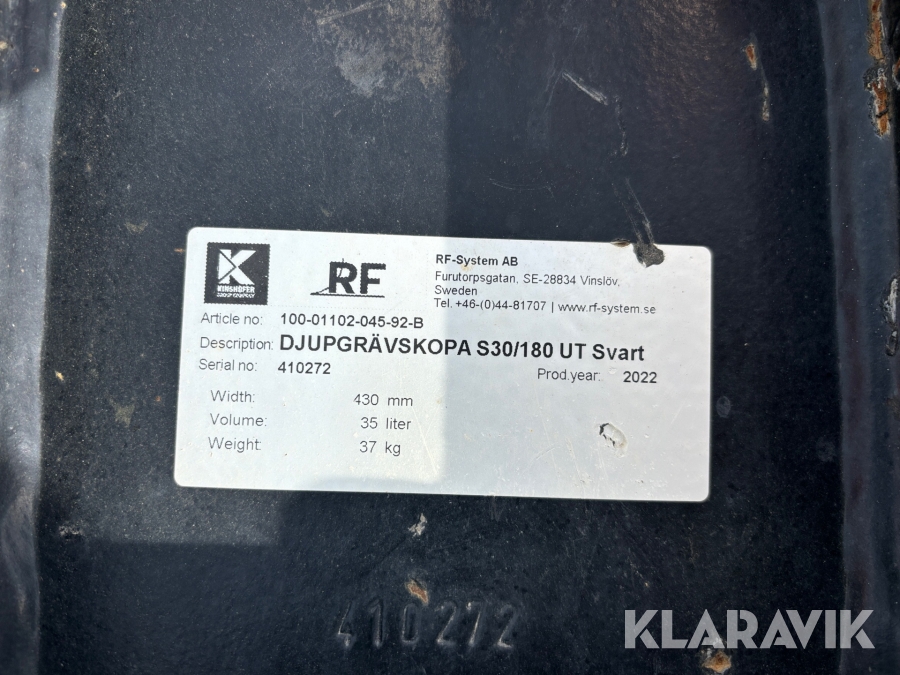 K
KINSHOFER
GROUP COMPANY
RF
RF-System AB
Furutorpsgatan, SE-28834 Vinslöv,
Sweden
Tel. +46-(0)44-81707 | www.rf-system.se
Article no: 100-01102-045-92-B
Description: DJUPGRÄVSKOPA S30/180 UT Svart
Serial no: 410272 Prod.year: 2022
Width: 430 mm
Volume: 35 liter
Weight: 37 kg
410272
KLARAVIK